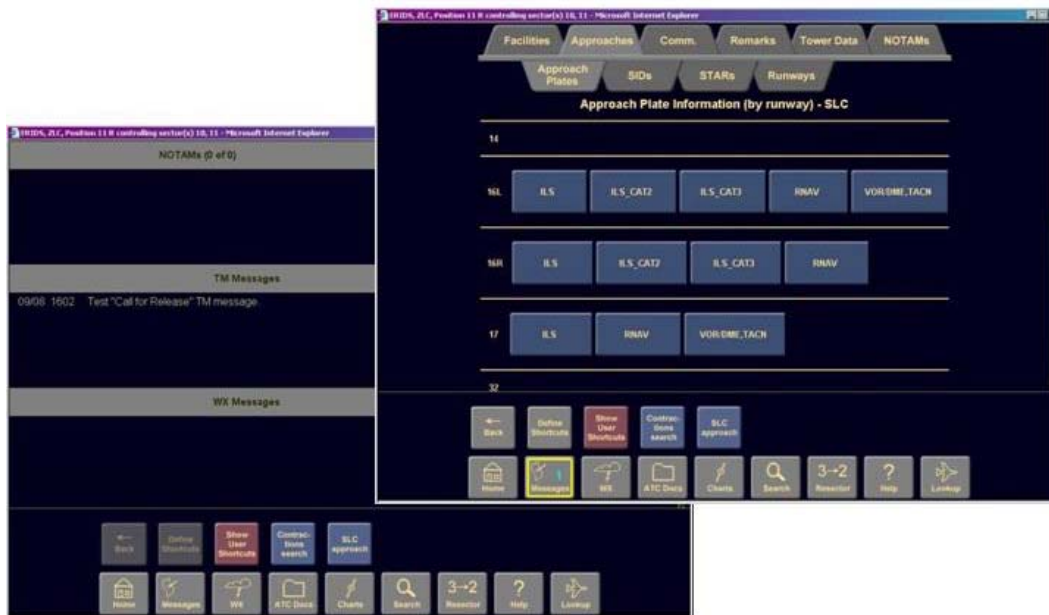 ERIDS, ZLC, Position 11 R controlling sector(s) 10, 11 - Microsoft Internet Explorer
Facilities Approaches Comm. Remarks Tower Data NOTAMs
Approach Plates SIDs STARs Runways
Approach Plate Information (by runway) - SLC
14
16L ILS ILS_CAT2 ILS_CAT3 RNAV VOR/DME,TACN
16R ILS ILS_CAT2 ILS_CAT3 RNAV
17 ILS RNAV VOR/DME,TACN
32
← Back
Define Shortcuts
Show User Shortcuts
Contrac-
tions
search
SLC approach
Home Messages 1 WX ATC Docs Charts Search 3→2 Resector ? Help Lookup
ERIDS, ZLC, Position 11 R controlling sector(s) 10, 11 - Microsoft Internet Explorer
NOTAMs (0 of 0)
TM Messages
09/08 1602 Test "Call for Release" TM message.
WX Messages
← Back
Define Shortcuts
Show User Shortcuts
Contrac-
tions
search
SLC approach
Home Messages WX ATC Docs Charts Search 3→2 Resector ? Help Lookup